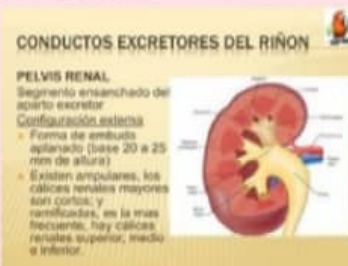 CONDUCTOS EXCRETORES DEL RIÑON
PELVIS RENAL
Segmento ensanchado del
aparto excretor
Configuración externa
Forma de embudo
aplanado (base 20 a 25
mm de altura)
Existen ampulares, los
cálices renales mayores
son cortos; y
ramificadas, es la mas
frecuente, hay cálices
renales superior, medio
e inferior.